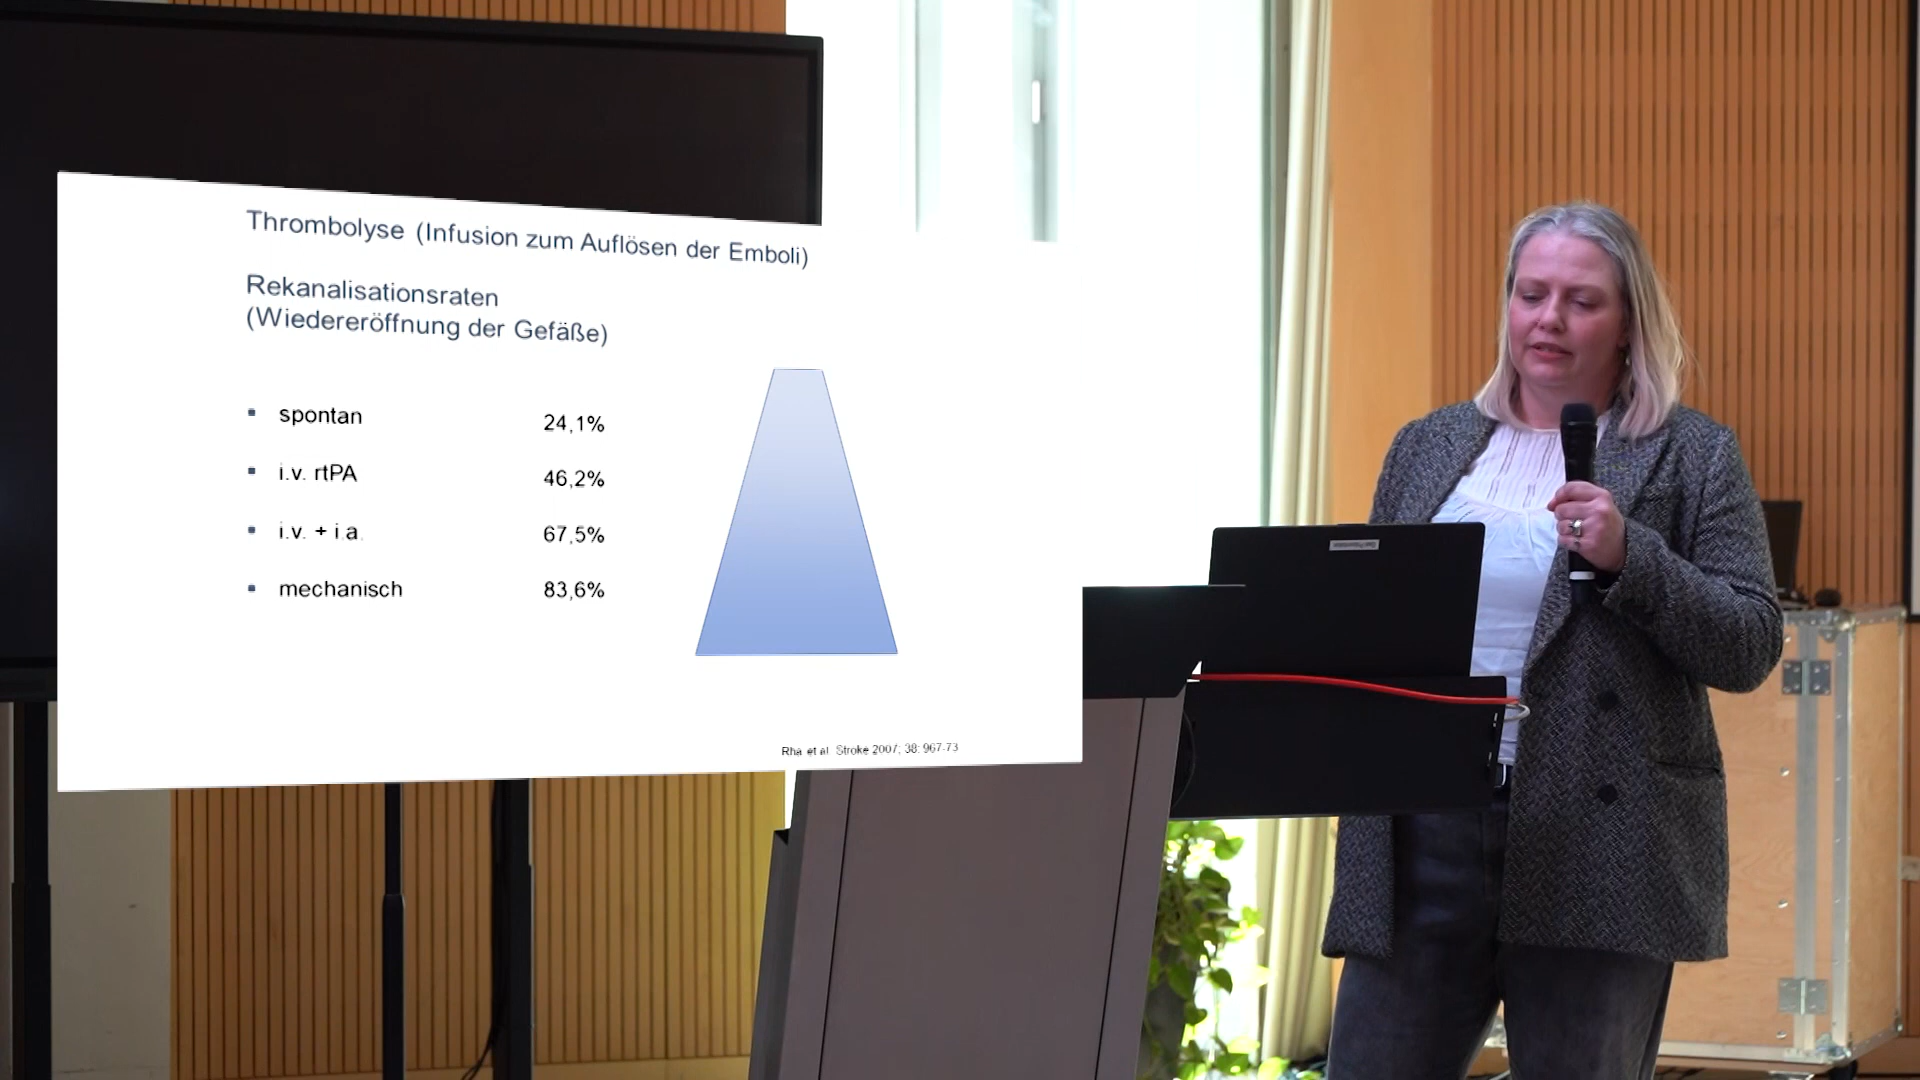 Thrombolyse (Infusion zum Auflösen der Emboli)
Rekanalisationsraten
(Wiedereröffnung der Gefäße)
▪ spontan 24,1%
▪ i.v. rtPA 46,2%
▪ i.v. + i.a. 67,5%
▪ mechanisch 83,6%
Rha et al. Stroke 2007; 38: 967-73